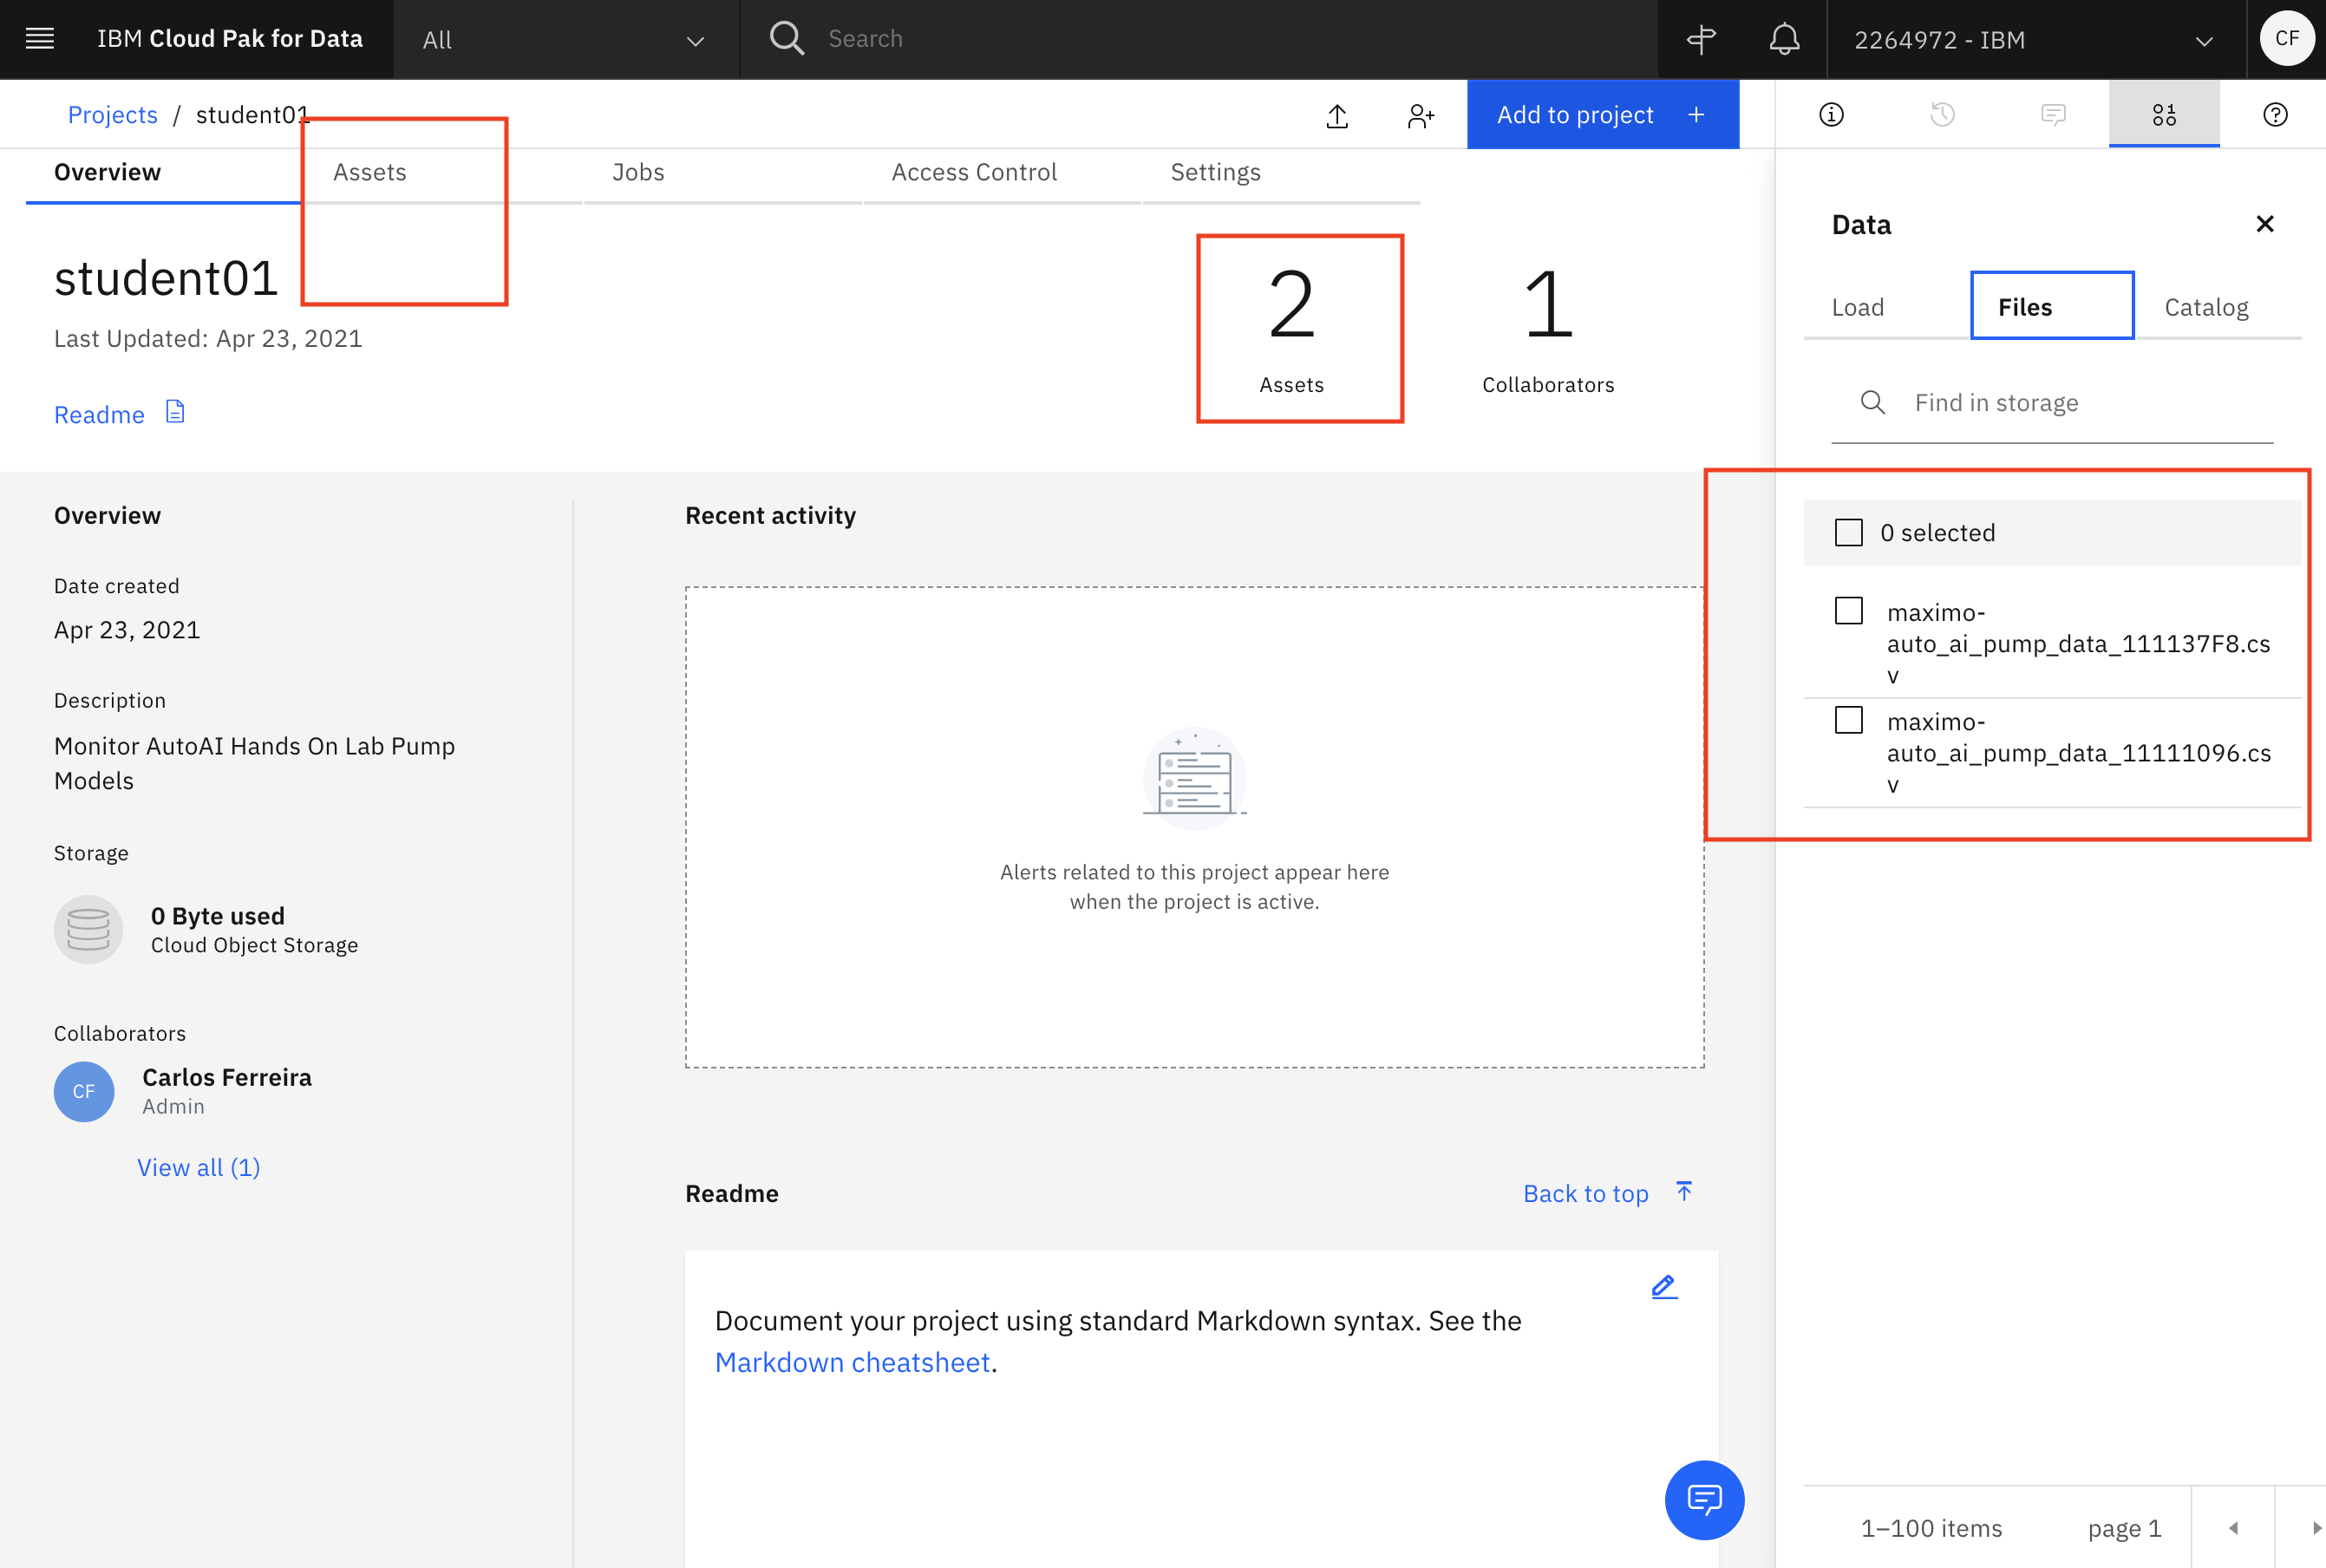 IBM Cloud Pak for Data
All
Search
2264972 - IBM
CF
Projects / student01
Add to project +
Overview
Assets
Jobs
Access Control
Settings
student01
Last Updated: Apr 23, 2021
Readme
2
Assets
1
Collaborators
Overview
Date created
Apr 23, 2021
Description
Monitor AutoAI Hands On Lab Pump
Models
Storage
0 Byte used
Cloud Object Storage
Collaborators
CF
Carlos Ferreira
Admin
View all (1)
Recent activity
Alerts related to this project appear here
when the project is active.
Readme
Back to top
Document your project using standard Markdown syntax. See the
Markdown cheatsheet.
Data
Load
Files
Catalog
Find in storage
0 selected
maximo-
auto_ai_pump_data_111137F8.cs
v
maximo-
auto_ai_pump_data_11111096.cs
v
1–100 items
page 1